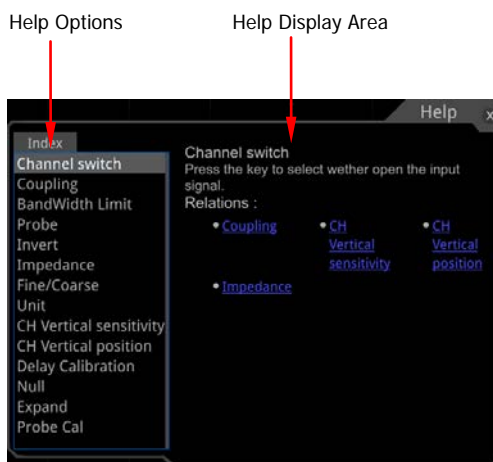 Help Options
Help Display Area
Help x
Index
Channel switch
Coupling
BandWidth Limit
Probe
Invert
Impedance
Fine/Coarse
Unit
CH Vertical sensitivity
CH Vertical position
Delay Calibration
Null
Expand
Probe Cal
Channel switch
Press the key to select wether open the input
signal.
Relations :
• Coupling
• CH
Vertical
sensitivity
• CH
Vertical
position
• Impedance